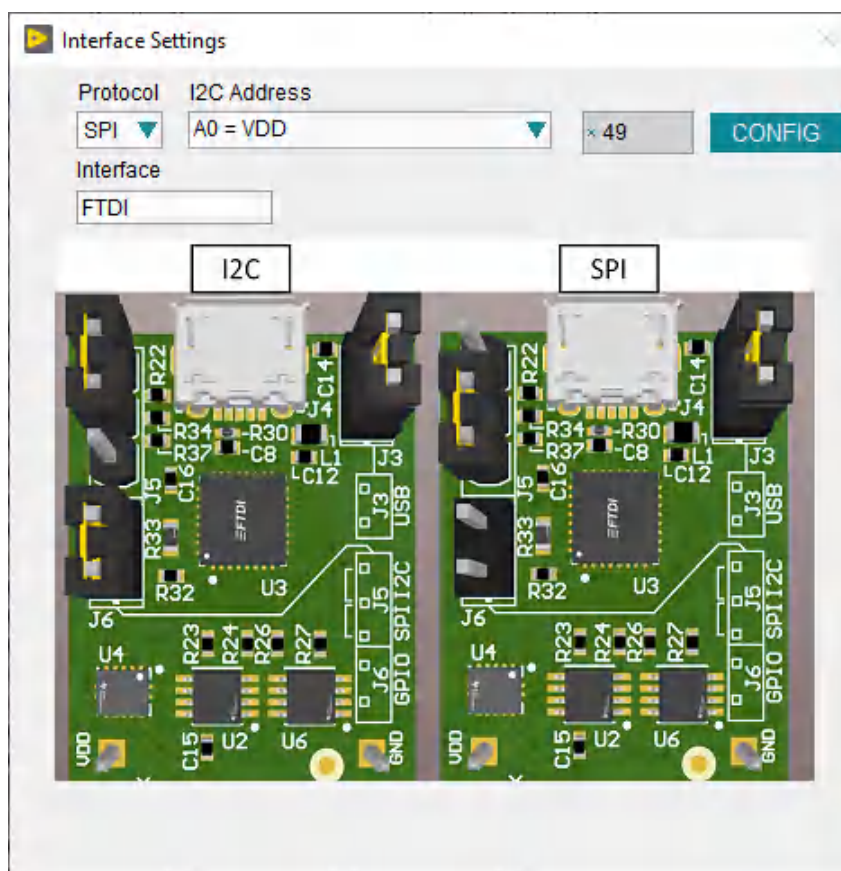 Interface Settings
Protocol I2C Address
SPI A0 = VDD × 49 CONFIG
Interface
FTDI
I2C SPI
R22 C14
J4
R34 R30
R37 C8 L1
C12 J3
C16
J5
R33
FTDI
J3 USB
R32 U3
J6
J5 SPI I2C
R23 R24 R26 R27
U4
J6 GPIO
U2 U6
C15
VDD GND
R22 C14
J4
R34 R30
R37 C8 L1
C12 J3
C16
J5
R33
FTDI
J3 USB
R32 U3
J6
J5 SPI I2C
R23 R24 R26 R27
U4
J6 GPIO
U2 U6
C15
VDD GND